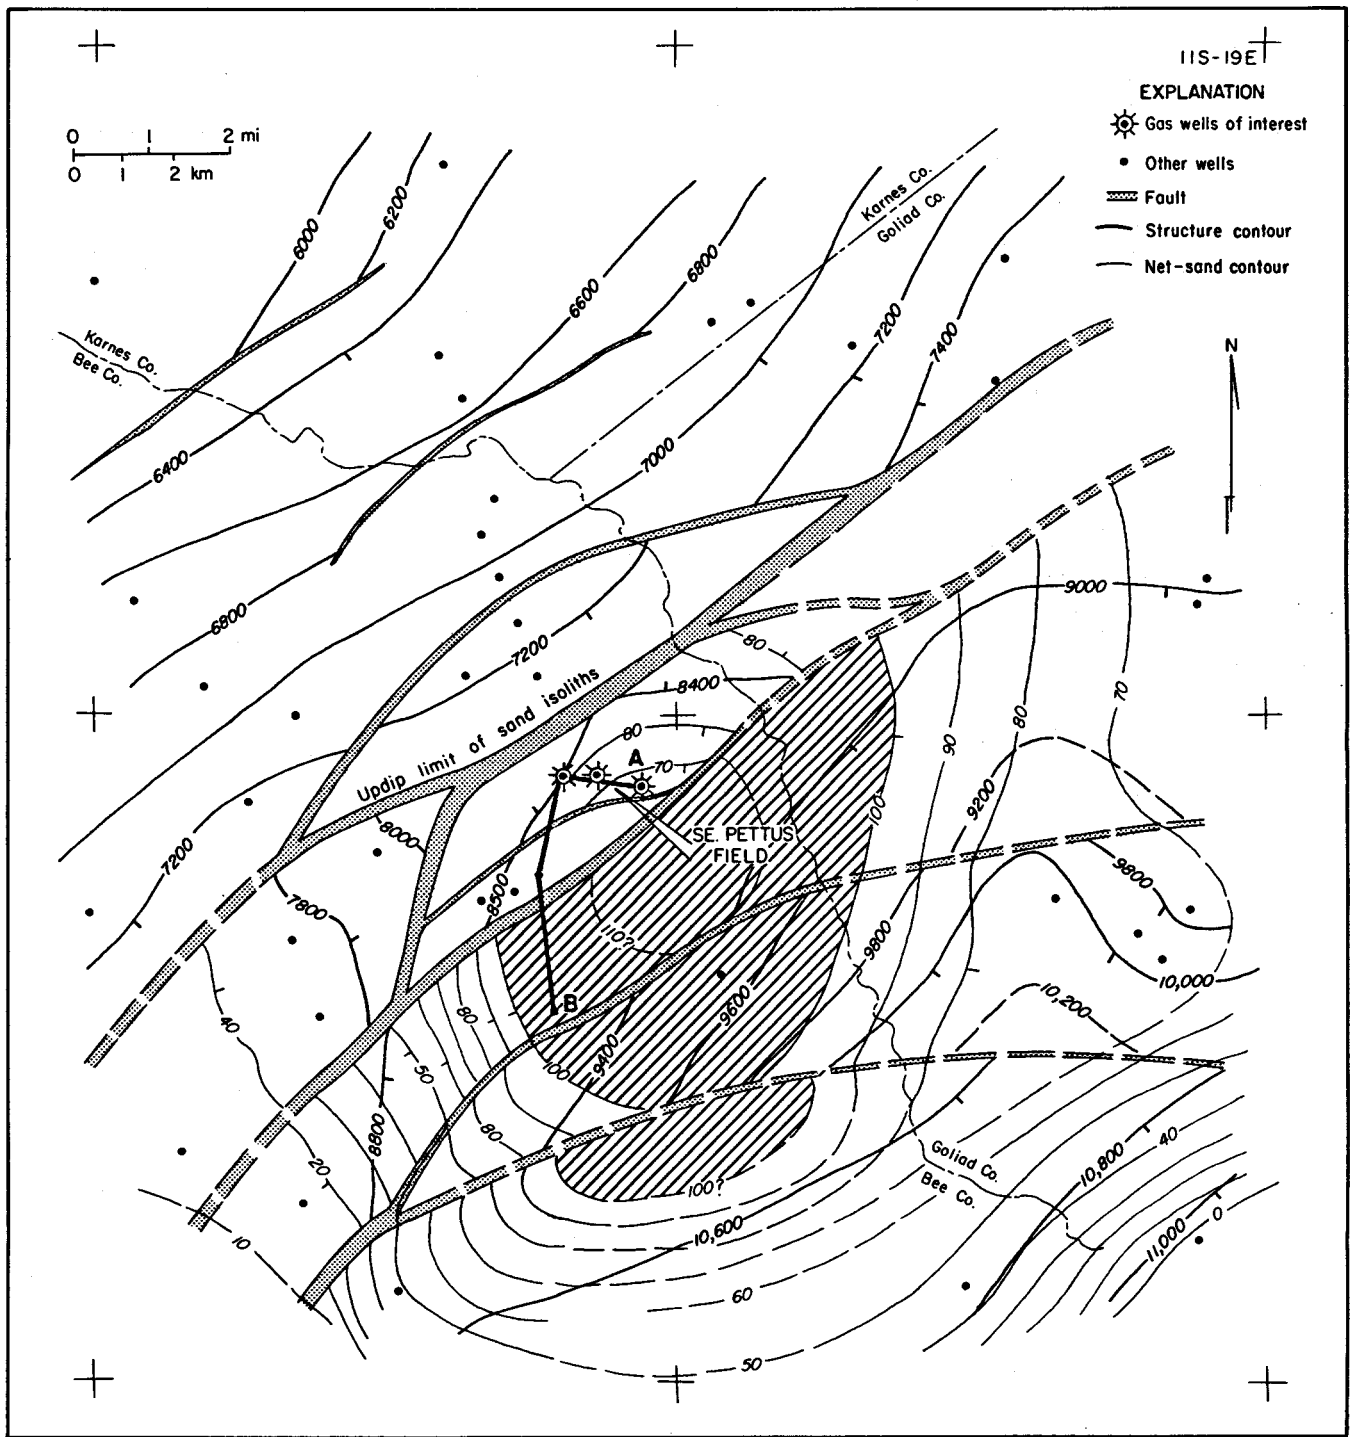 11S-19E
EXPLANATION
Gas wells of interest
Other wells
Fault
Structure contour
Net-sand contour
0 1 2 mi
0 1 2 km
6000
6200
6600
6800
Karnes Co.
Goliad Co.
7200
7400
Karnes Co.
Bee Co.
N
6400
7000
6800
9000
7200
80
8400
70
Updip limit of sand isoliths
80
80
90
A
70
9200
100
8000
SE. PETTUS
FIELD
7200
8500
9800
7800
110?
9800
10,000
B
9600
10,200
40
80
50
100
9400
8800
80
40
Goliad Co.
Bee Co.
10,800
20
100?
10
10,600
11,000
0
60
50